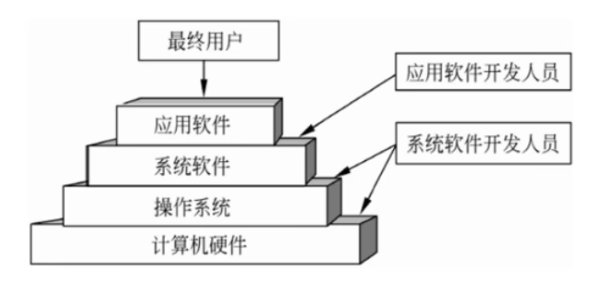 最终用户
应用软件开发人员
应用软件
系统软件开发人员
系统软件
操作系统
计算机硬件